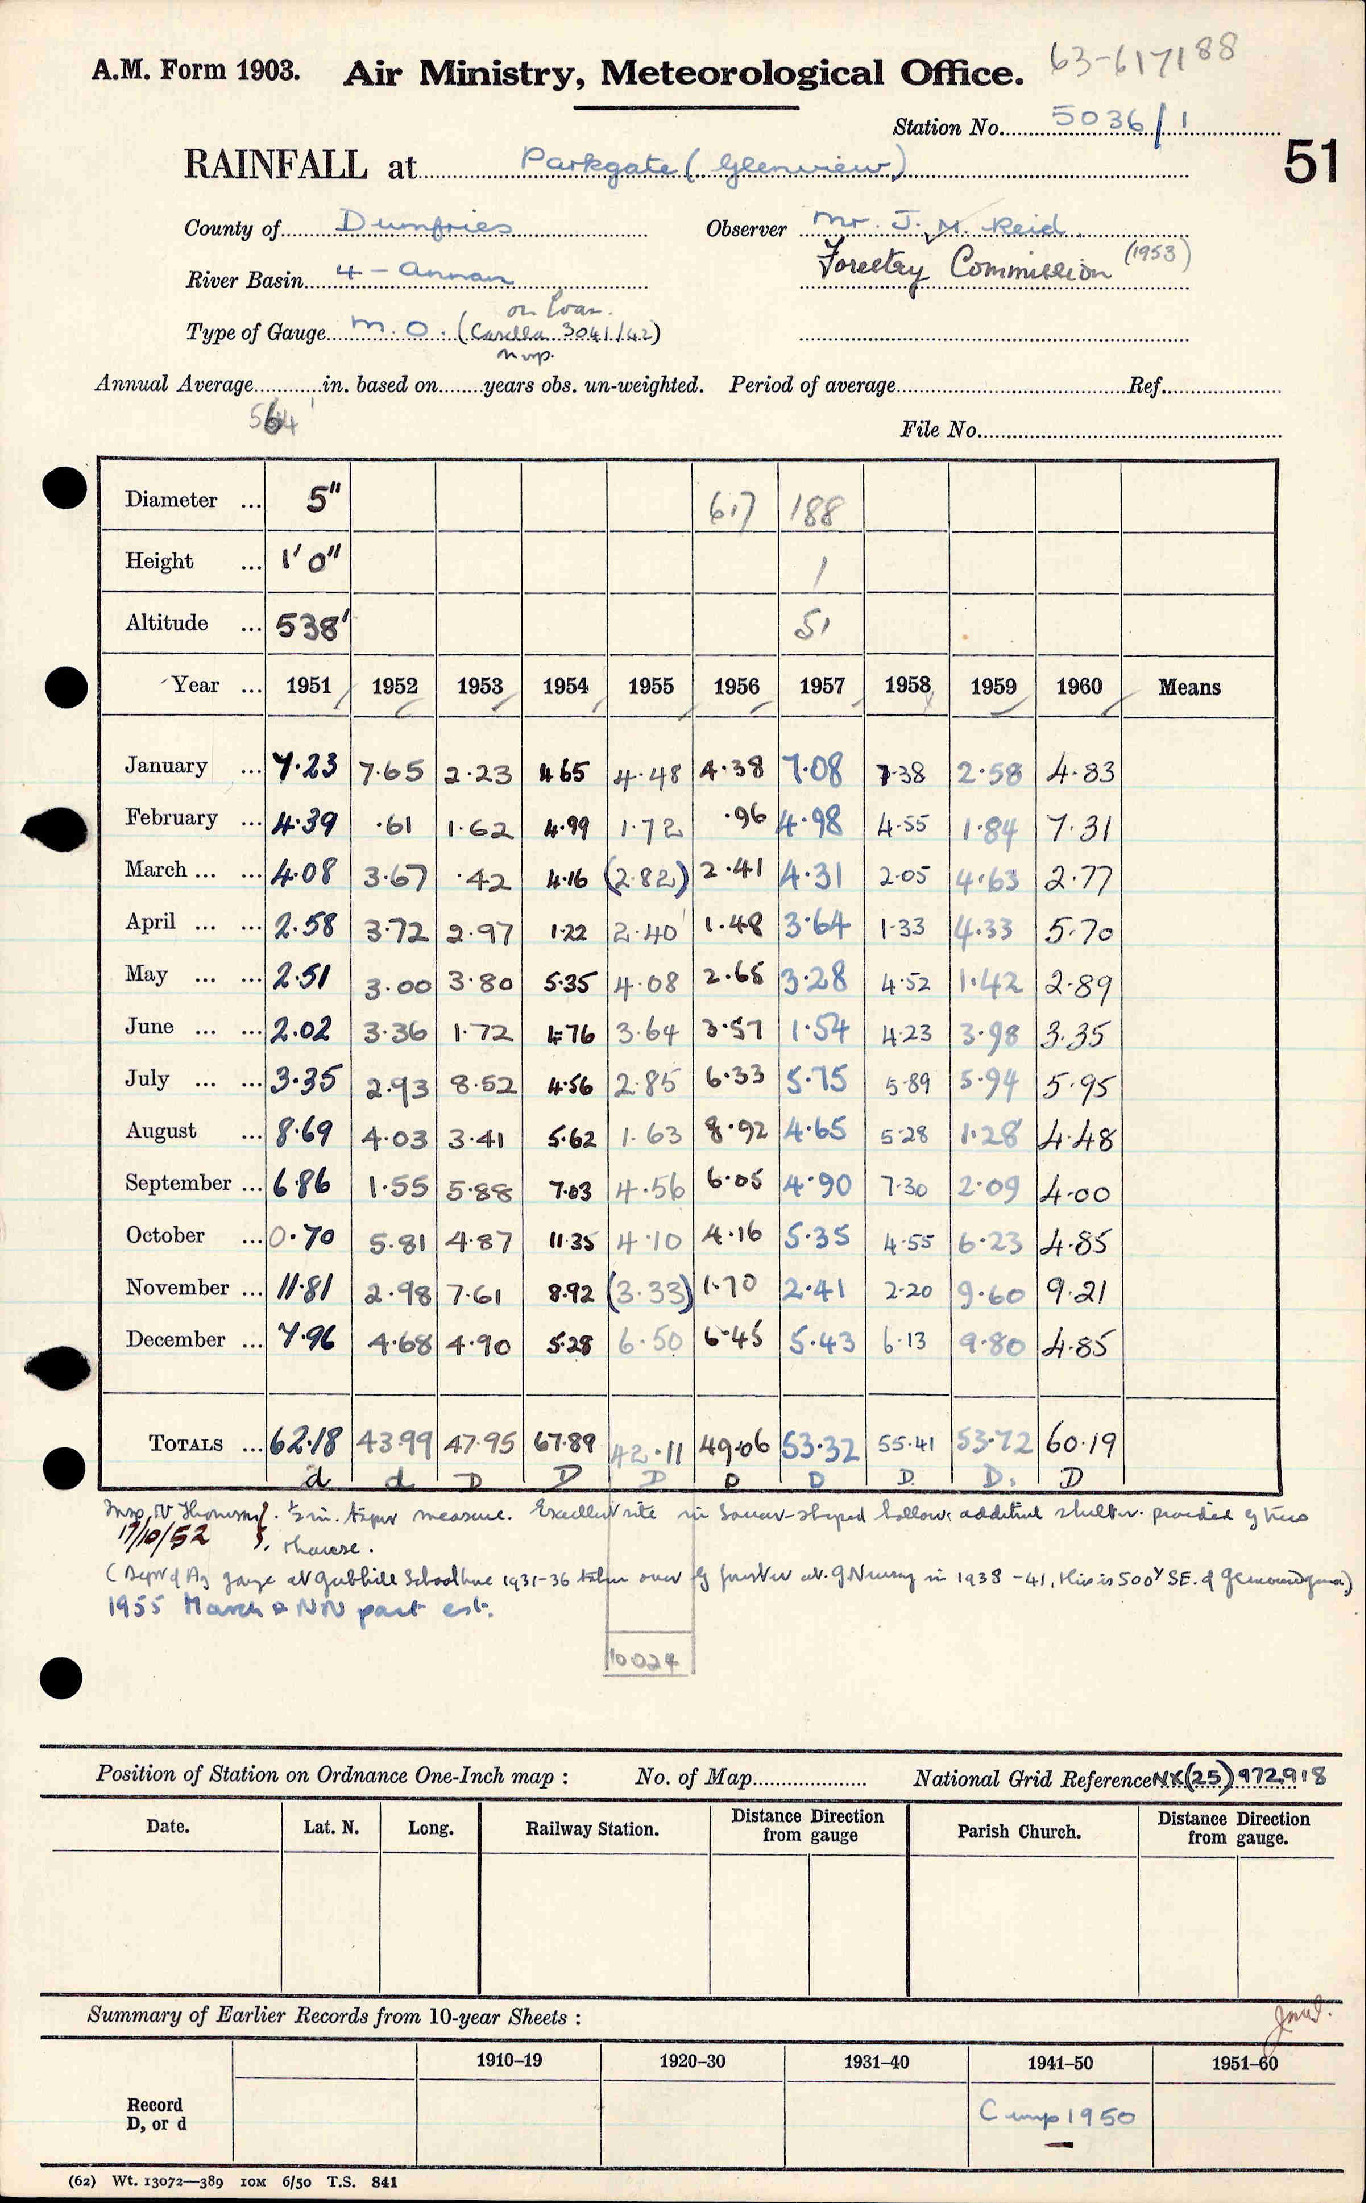 63-617188
A.M. Form 1903. Air Ministry, Meteorological Office.
Station No. 5036/1
51
RAINFALL at Parkgate (Glenview)
County of Dumfries Observer Mr. J. M. Reid
Forestry Commission (1953)
River Basin 4 - Annan
on loan.
Type of Gauge M.O. (Casella 3041/42)
Annual Average in. based on years obs. un-weighted. Period of average Ref.
File No.
Diameter ... 5" 617 188
Height ... 1' 0" 1
Altitude ... 538' 51
Year ... 1951 1952 1953 1954 1955 1956 1957 1958 1959 1960 Means
January ... 7.23 7.65 2.23 4.65 4.48 4.38 7.08 7.38 2.58 4.83
February ... 4.39 .61 1.62 4.99 1.72 .96 4.98 4.55 1.84 7.31
March ... ... 4.08 3.67 .42 4.16 (2.82) 2.41 4.31 2.05 4.63 2.77
April ... ... 2.58 3.72 2.97 1.22 2.40 1.48 3.64 1.33 4.33 5.70
May ... ... 2.51 3.00 3.80 5.35 4.08 2.65 3.28 4.52 1.42 2.89
June ... ... 2.02 3.36 1.72 4.76 3.64 3.57 1.54 4.23 3.98 3.35
July ... ... 3.35 2.93 8.52 4.56 2.85 6.33 5.75 5.89 5.94 5.95
August ... 8.69 4.03 3.41 5.62 1.63 8.92 4.65 5.28 1.28 4.48
September ... 6.86 1.55 5.88 7.03 4.56 6.05 4.90 7.30 2.09 4.00
October ... 0.70 5.81 4.87 11.35 4.10 4.16 5.35 4.55 6.23 4.85
November ... 11.81 2.98 7.61 8.92 (3.33) 1.70 2.41 2.20 9.60 9.21
December ... 7.96 4.68 4.90 5.28 6.50 6.45 5.43 6.13 9.80 4.85
TOTALS ... 62.18 43.99 47.95 67.89 42.11 49.06 53.32 55.41 53.72 60.19
d d D D D D D D. D. D
Insp. W Thomson. ½ in. taper measure. Excellent site in saucer-shaped hollow, additional shelter provided by trees
17/10/52 & house.
(Dept of Ag gauge at Gubhill Schoolhouse 1931-36 taken over by forester at in 1938-41, this is 500y SE. of)
1955 March & NOV part est.
10024
Position of Station on Ordnance One-Inch map : No. of Map National Grid Reference NX(25) 972918
Date. Lat. N. Long. Railway Station. Distance Direction from gauge Parish Church. Distance Direction from gauge.
Summary of Earlier Records from 10-year Sheets :
1910-19 1920-30 1931-40 1941-50 1951-60
Record D, or d C 1950
(62) Wt. 13072—389 10M 6/50 T.S. 841